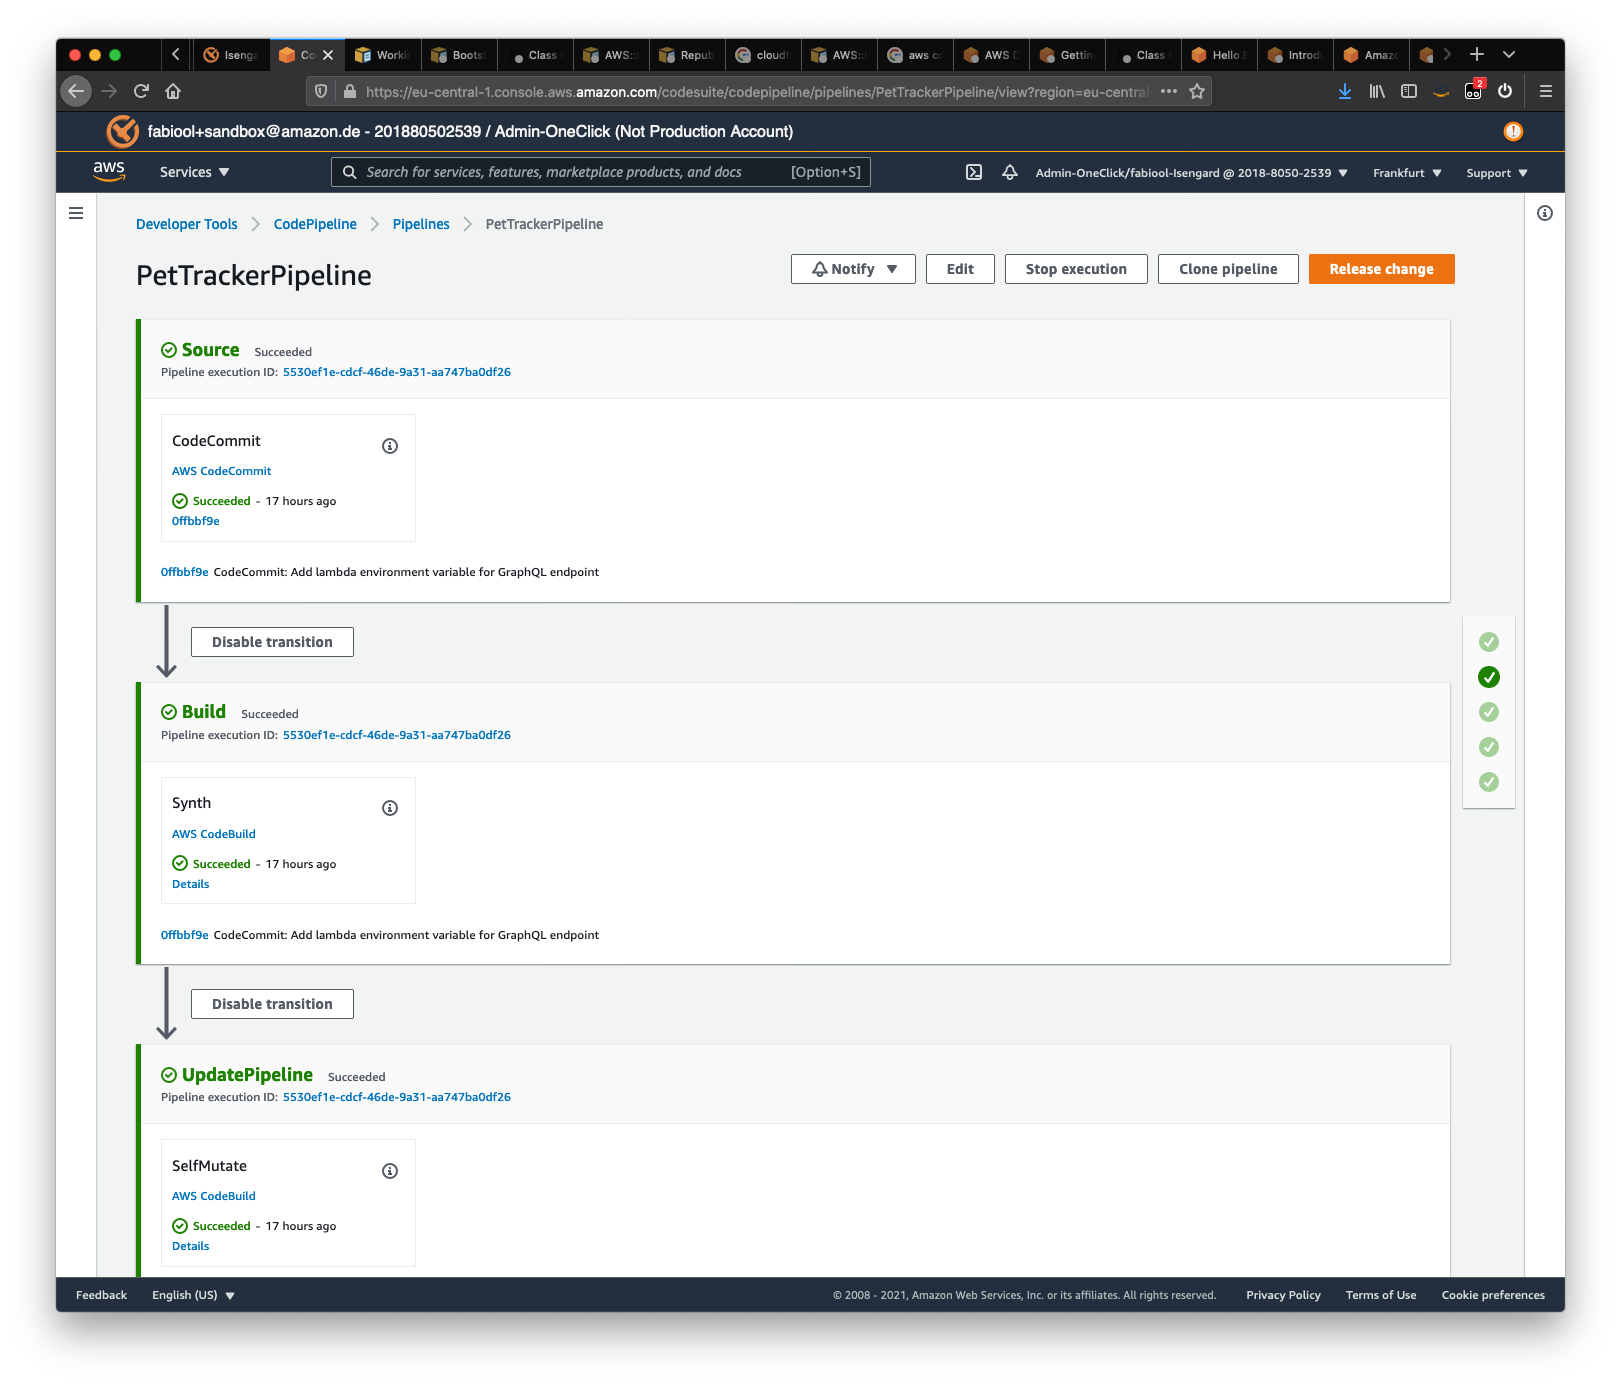 Iseng
Co
Worki
Boots
Class
AWS::
Repub
cloudf
AWS::
aws co
AWS D
Gettin
Class
Hello
Introd
Amaz
https://eu-central-1.console.aws.amazon.com/codesuite/codepipeline/pipelines/PetTrackerPipeline/view?region=eu-central
2
fabiool+sandbox@amazon.de - 201880502539 / Admin-OneClick (Not Production Account)
aws
Services
Search for services, features, marketplace products, and docs
[Option+S]
Admin-OneClick/fabiool-Isengard @ 2018-8050-2539
Frankfurt
Support
Developer Tools
CodePipeline
Pipelines
PetTrackerPipeline
PetTrackerPipeline
Notify
Edit
Stop execution
Clone pipeline
Release change
Source Succeeded
Pipeline execution ID: 5530ef1e-cdcf-46de-9a31-aa747ba0df26
CodeCommit
AWS CodeCommit
Succeeded - 17 hours ago
0ffbbf9e
0ffbbf9e CodeCommit: Add lambda environment variable for GraphQL endpoint
Disable transition
Build Succeeded
Pipeline execution ID: 5530ef1e-cdcf-46de-9a31-aa747ba0df26
Synth
AWS CodeBuild
Succeeded - 17 hours ago
Details
0ffbbf9e CodeCommit: Add lambda environment variable for GraphQL endpoint
Disable transition
UpdatePipeline Succeeded
Pipeline execution ID: 5530ef1e-cdcf-46de-9a31-aa747ba0df26
SelfMutate
AWS CodeBuild
Succeeded - 17 hours ago
Details
Feedback
English (US)
© 2008 - 2021, Amazon Web Services, Inc. or its affiliates. All rights reserved.
Privacy Policy
Terms of Use
Cookie preferences